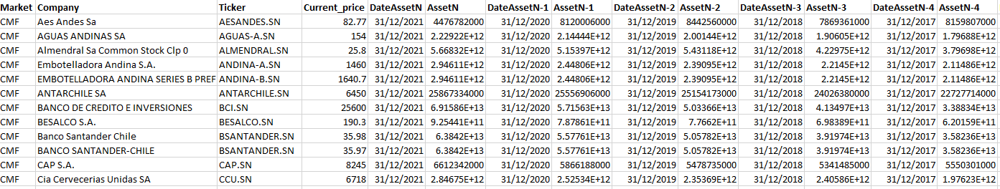 Market Company Ticker Current_price DateAssetN AssetN DateAssetN-1 AssetN-1 DateAssetN-2 AssetN-2 DateAssetN-3 AssetN-3 DateAssetN-4 AssetN-4
CMF Aes Andes Sa AESANDES.SN 82.77 31/12/2021 4476782000 31/12/2020 8120006000 31/12/2019 8442560000 31/12/2018 7869361000 31/12/2017 8159807000
CMF AGUAS ANDINAS SA AGUAS-A.SN 154 31/12/2021 2.22922E+12 31/12/2020 2.14444E+12 31/12/2019 2.00144E+12 31/12/2018 1.90605E+12 31/12/2017 1.79688E+12
CMF Almendral Sa Common Stock Clp 0 ALMENDRAL.SN 25.8 31/12/2021 5.66832E+12 31/12/2020 5.15397E+12 31/12/2019 5.43118E+12 31/12/2018 4.22975E+12 31/12/2017 3.79698E+12
CMF Embotelladora Andina S.A. ANDINA-A.SN 1460 31/12/2021 2.94611E+12 31/12/2020 2.44806E+12 31/12/2019 2.39095E+12 31/12/2018 2.2145E+12 31/12/2017 2.11486E+12
CMF EMBOTELLADORA ANDINA SERIES B PREF ANDINA-B.SN 1640.7 31/12/2021 2.94611E+12 31/12/2020 2.44806E+12 31/12/2019 2.39095E+12 31/12/2018 2.2145E+12 31/12/2017 2.11486E+12
CMF ANTARCHILE SA ANTARCHILE.SN 6450 31/12/2021 25867334000 31/12/2020 25556906000 31/12/2019 25154173000 31/12/2018 24026380000 31/12/2017 22727714000
CMF BANCO DE CREDITO E INVERSIONES BCI.SN 25600 31/12/2021 6.91586E+13 31/12/2020 5.71563E+13 31/12/2019 5.03366E+13 31/12/2018 4.13497E+13 31/12/2017 3.38834E+13
CMF BESALCO S.A. BESALCO.SN 190.3 31/12/2021 9.25441E+11 31/12/2020 7.87861E+11 31/12/2019 7.7662E+11 31/12/2018 6.98389E+11 31/12/2017 6.20159E+11
CMF Banco Santander Chile BSANTANDER.SN 35.98 31/12/2021 6.3842E+13 31/12/2020 5.57761E+13 31/12/2019 5.05782E+13 31/12/2018 3.91974E+13 31/12/2017 3.58236E+13
CMF BANCO SANTANDER-CHILE BSANTANDER.SN 35.97 31/12/2021 6.3842E+13 31/12/2020 5.57761E+13 31/12/2019 5.05782E+13 31/12/2018 3.91974E+13 31/12/2017 3.58236E+13
CMF CAP S.A. CAP.SN 8245 31/12/2021 6612342000 31/12/2020 5866188000 31/12/2019 5478735000 31/12/2018 5341485000 31/12/2017 5550301000
CMF Cia Cervecerias Unidas SA CCU.SN 6718 31/12/2021 2.84675E+12 31/12/2020 2.52534E+12 31/12/2019 2.35369E+12 31/12/2018 2.40586E+12 31/12/2017 1.97623E+12